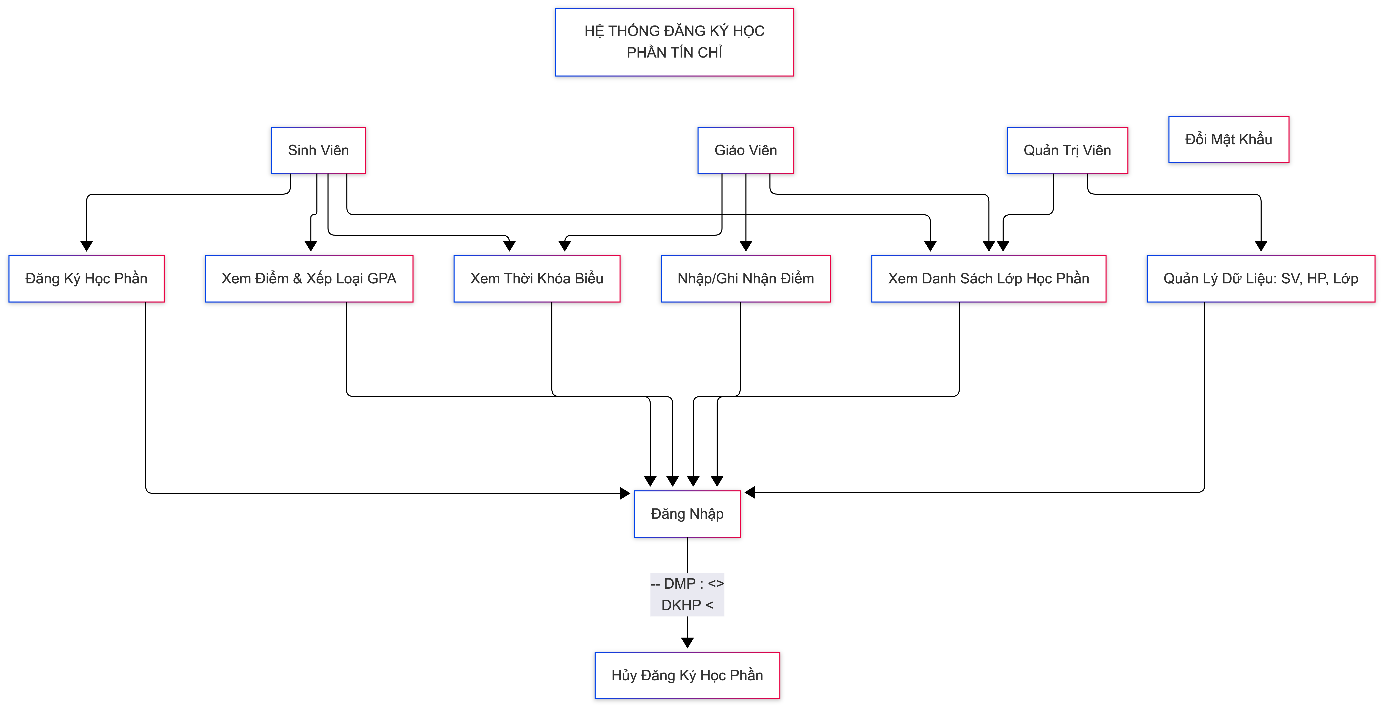 HỆ THỐNG ĐĂNG KÝ HỌC
PHẦN TÍN CHỈ
Sinh Viên
Giáo Viên
Quản Trị Viên
Đổi Mật Khẩu
Đăng Ký Học Phần
Xem Điểm & Xếp Loại GPA
Xem Thời Khóa Biểu
Nhập/Ghi Nhận Điểm
Xem Danh Sách Lớp Học Phần
Quản Lý Dữ Liệu: SV, HP, Lớp
Đăng Nhập
-- DMP : <>
DKHP <
Hủy Đăng Ký Học Phần